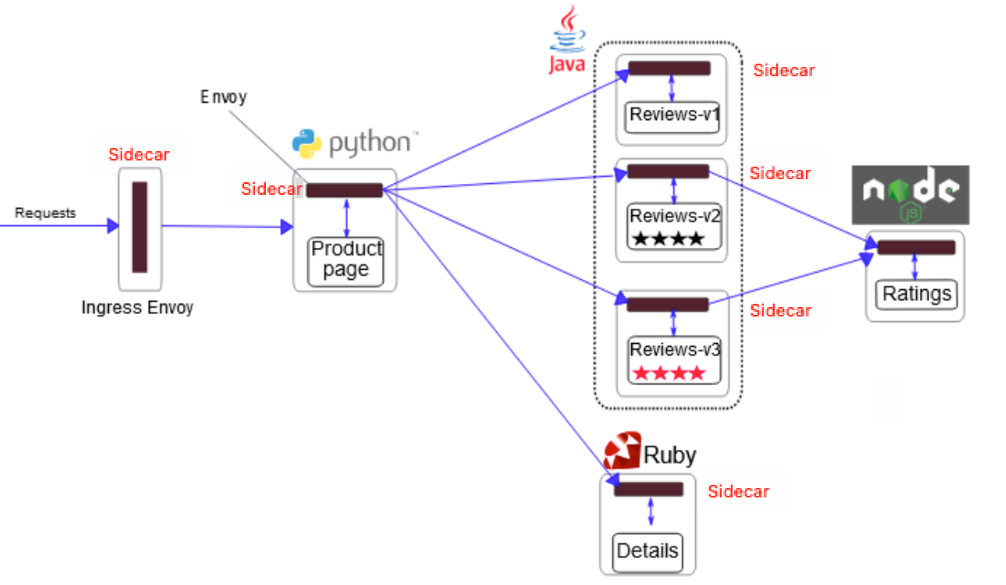 Requests
Sidecar
Ingress Envoy
Envoy
python™
Sidecar
Product
page
Java
Sidecar
Reviews-v1
Sidecar
Reviews-v2
Sidecar
Reviews-v3
node
JS
Ratings
Ruby
Sidecar
Details